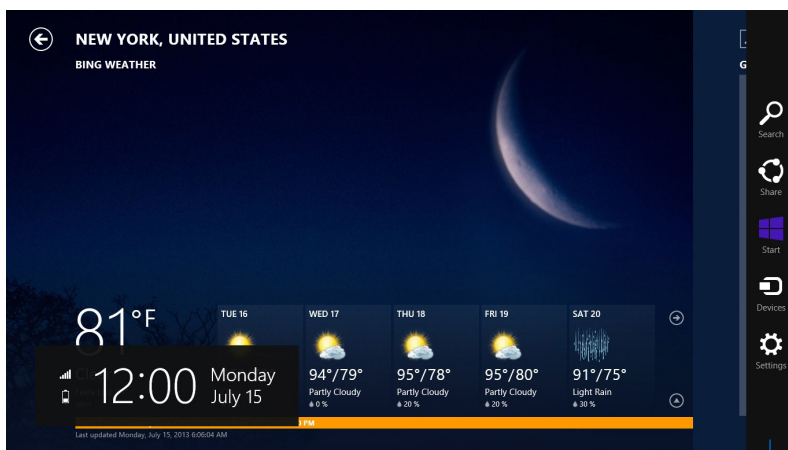 NEW YORK, UNITED STATES
BING WEATHER
G
Search
Share
Start
Devices
Settings
81°F
TUE 16
WED 17
94°/79°
Partly Cloudy
0 %
THU 18
95°/78°
Partly Cloudy
20 %
FRI 19
95°/80°
Partly Cloudy
20 %
SAT 20
91°/75°
Light Rain
30 %
12:00
Monday
July 15
PM
Last updated Monday, July 15, 2013 6:06:04 AM